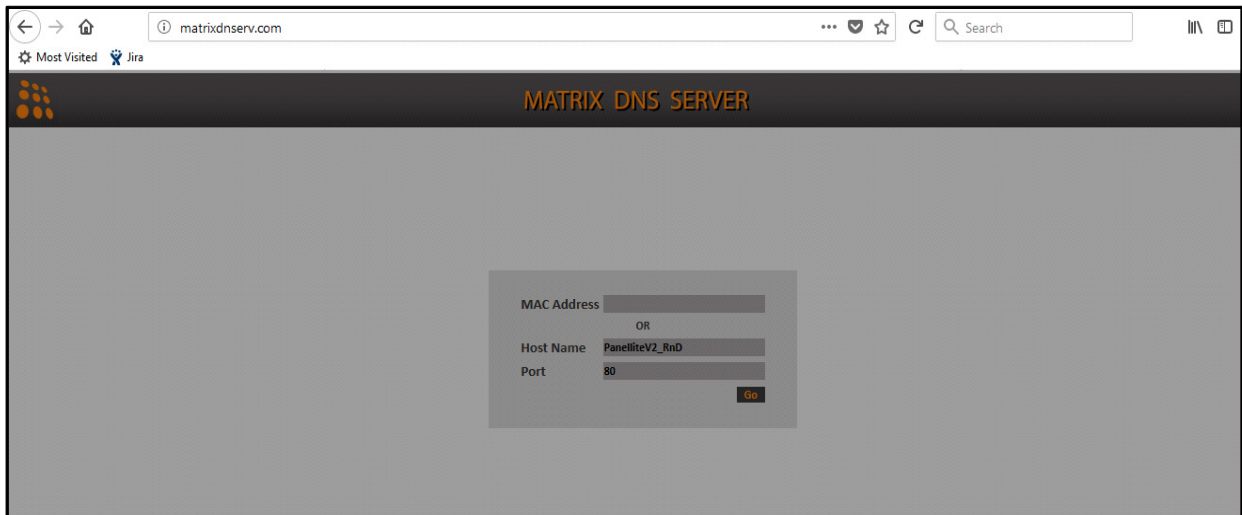 matrixdnserv.com
Search
Most Visited Jira
MATRIX DNS SERVER
MAC Address
OR
Host Name PanelliteV2_RnD
Port 80
Go